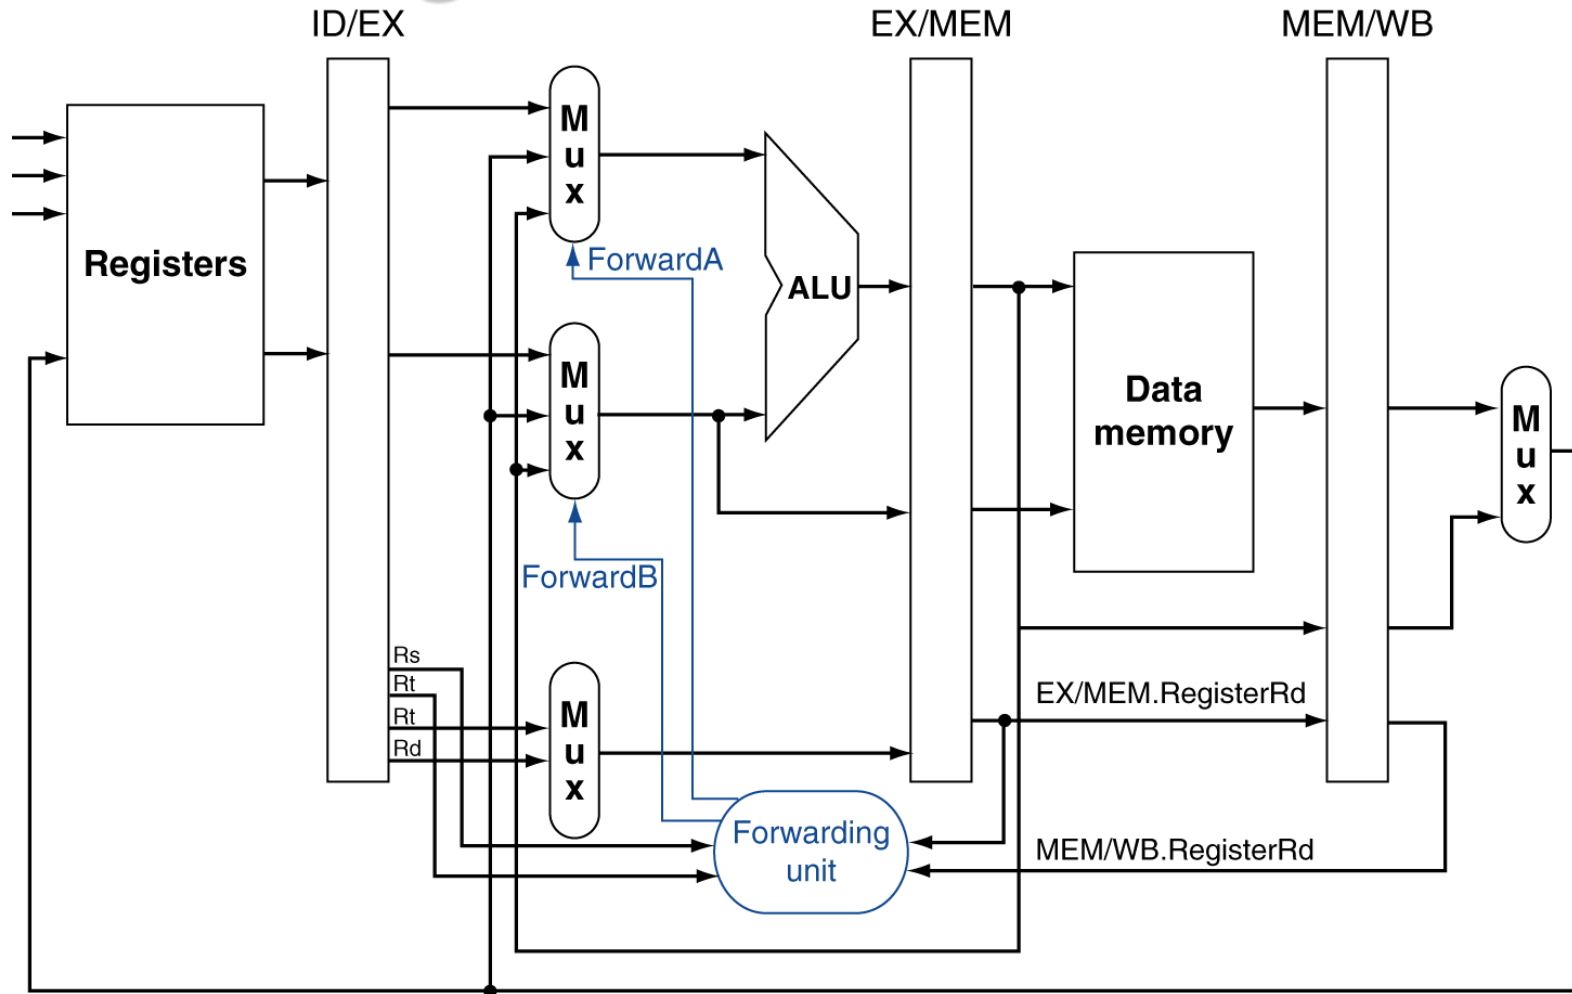 ID/EX
EX/MEM
MEM/WB
M
u
x
Registers
ForwardA
ALU
M
u
x
Data
memory
M
u
x
ForwardB
Rs
Rt
Rt
Rd
M
u
x
EX/MEM.RegisterRd
Forwarding
unit
MEM/WB.RegisterRd